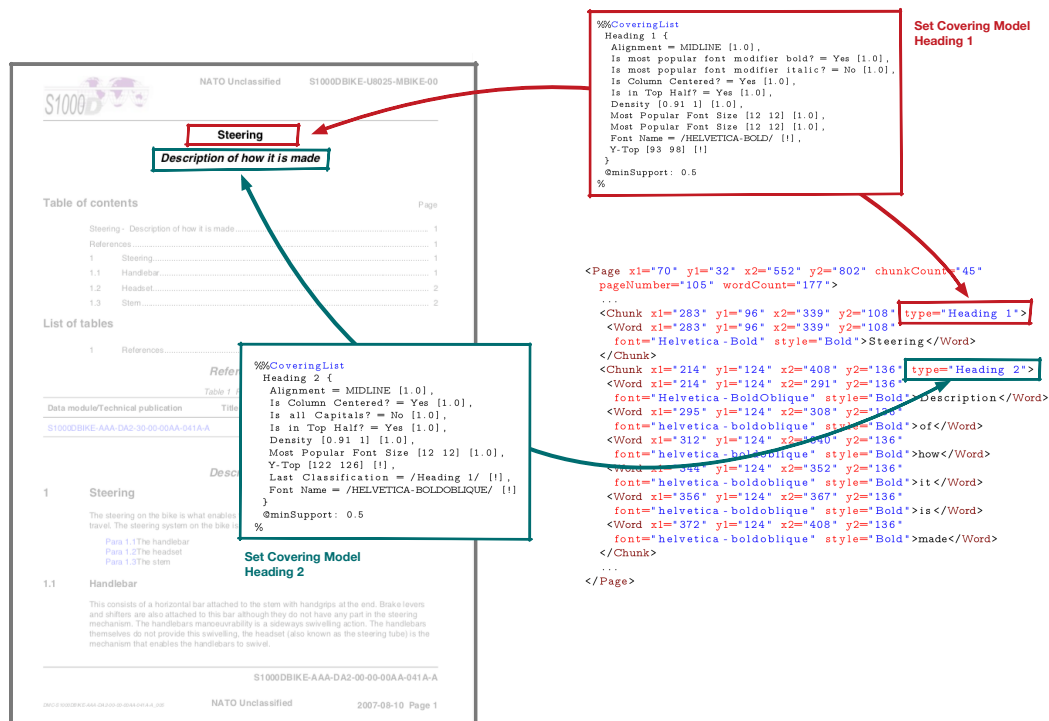 %%CoveringList
Heading 1 {
Alignment = MIDLINE [1.0],
Is most popular font modifier bold? = Yes [1.0],
Is most popular font modifier italic? = No [1.0],
Is Column Centered? = Yes [1.0],
Is in Top Half? = Yes [1.0],
Density [0.91 1] [1.0],
Most Popular Font Size [12 12] [1.0],
Most Popular Font Size [12 12] [1.0],
Font Name = /HELVETICA-BOLD/ [!],
Y-Top [93 98] [!]
}
@minSupport: 0.5
%
Set Covering Model
Heading 1
S1000D
NATO Unclassified S1000DBIKE-U8025-MBIKE-00
Steering
Description of how it is made
Table of contents Page
Steering - Description of how it is made 1
References 1
1 Steering 1
1.1 Handlebar 1
1.2 Headset 2
1.3 Stem 2
List of tables
1 References
Refer
Table 1
Data module/Technical publication Title
S1000DBIKE-AAA-DA2-30-00-00AA-041A-A
Descr
1 Steering
The steering on the bike is what enables
travel. The steering system on the bike is
Para 1.1The handlebar
Para 1.2The headset
Para 1.3The stem
%%CoveringList
Heading 2 {
Alignment = MIDLINE [1.0],
Is Column Centered? = Yes [1.0],
Is all Capitals? = No [1.0],
Is in Top Half? = Yes [1.0],
Density [0.91 1] [1.0],
Most Popular Font Size [12 12] [1.0],
Y-Top [122 126] [!],
Last Classification = /Heading 1/ [!],
Font Name = /HELVETICA-BOLDOBLIQUE/ [!]
}
@minSupport: 0.5
%
Set Covering Model
Heading 2
1.1 Handlebar
This consists of a horizontal bar attached to the stem with handgrips at the end. Brake levers
and shifters are also attached to this bar although they do not have any part in the steering
mechanism. The handlebars manoeuvrability is a sideways swivelling action. The handlebars
themselves do not provide this swivelling, the headset (also known as the steering tube) is the
mechanism that enables the handlebars to swivel.
S1000DBIKE-AAA-DA2-00-00-00AA-041A-A
NATO Unclassified 2007-08-10 Page 1
<Page x1="70" y1="32" x2="552" y2="802" chunkCount="45"
pageNumber="105" wordCount="177">
...
<Chunk x1="283" y1="96" x2="339" y2="108" type="Heading 1">
<Word x1="283" y1="96" x2="339" y2="108"
font="Helvetica-Bold" style="Bold">Steering</Word>
</Chunk>
<Chunk x1="214" y1="124" x2="408" y2="136" type="Heading 2">
<Word x1="214" y1="124" x2="291" y2="136"
font="Helvetica-BoldOblique" style="Bold">Description</Word>
<Word x1="295" y1="124" x2="308" y2="136"
font="helvetica-boldoblique" style="Bold">of</Word>
<Word x1="312" y1="124" x2="340" y2="136"
font="helvetica-boldoblique" style="Bold">how</Word>
<Word x1="344" y1="124" x2="352" y2="136"
font="helvetica-boldoblique" style="Bold">it</Word>
<Word x1="356" y1="124" x2="367" y2="136"
font="helvetica-boldoblique" style="Bold">is</Word>
<Word x1="372" y1="124" x2="408" y2="136"
font="helvetica-boldoblique" style="Bold">made</Word>
</Chunk>
...
</Page>